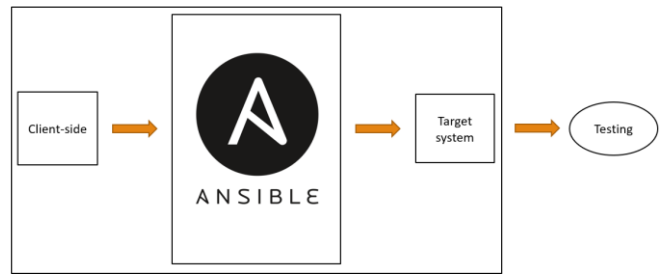 Client-side
ANSIBLE
Target
system
Testing